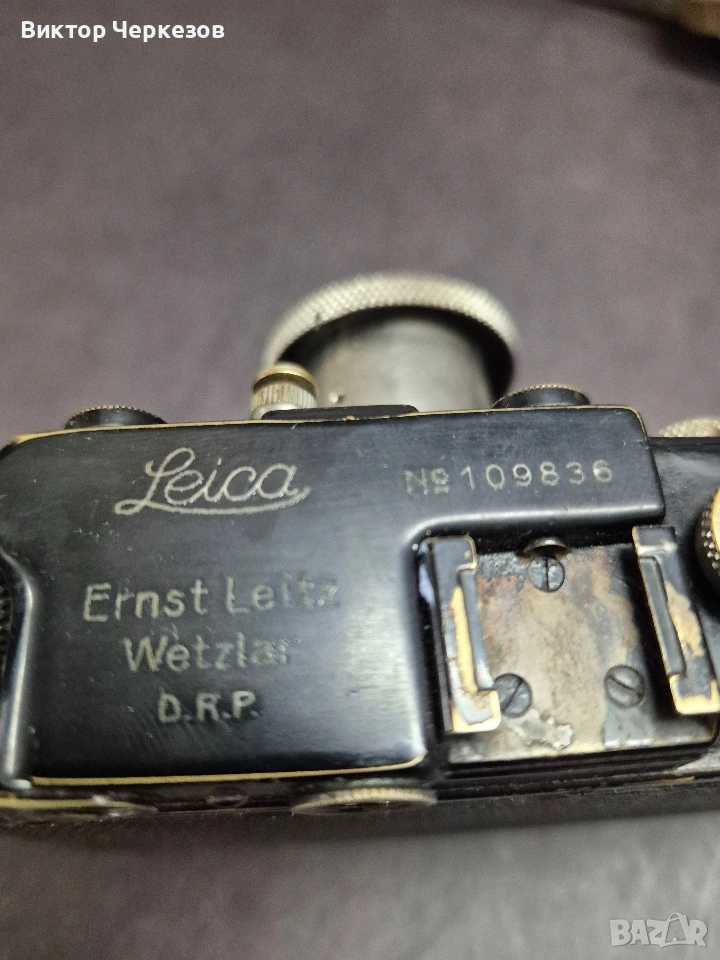 Виктор Черкезов
Leica
№ 109836
Ernst Leitz
Wetzlar
D.R.P.
BAZAR